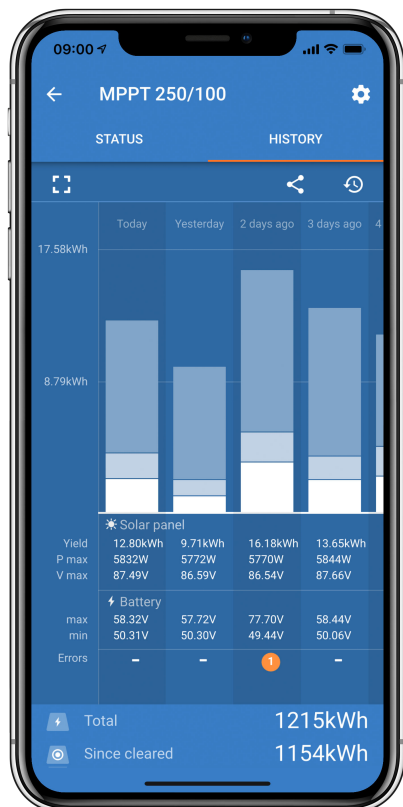 09:00
MPPT 250/100
STATUS HISTORY
Today Yesterday 2 days ago 3 days ago 4
17.58kWh
8.79kWh
Solar panel
Yield 12.80kWh 9.71kWh 16.18kWh 13.65kWh
P max 5832W 5772W 5770W 5844W
V max 87.49V 86.59V 86.54V 87.66V
Battery
max 58.32V 57.72V 77.70V 58.44V
min 50.31V 50.30V 49.44V 50.06V
Errors – – 1 –
Total 1215kWh
Since cleared 1154kWh